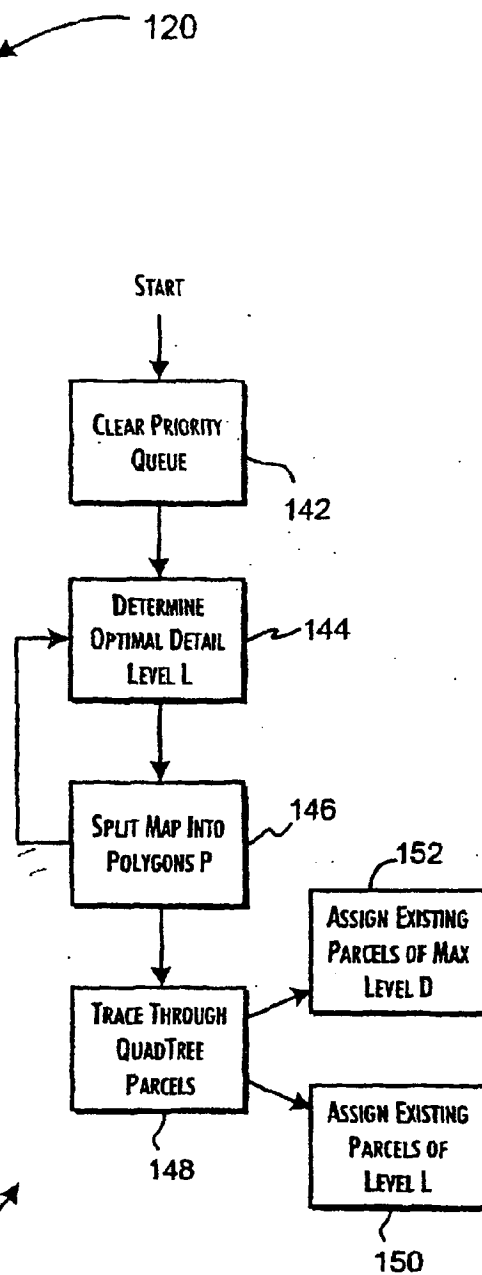 120
START
CLEAR PRIORITY
QUEUE
142
DETERMINE
OPTIMAL DETAIL
LEVEL L
144
SPLIT MAP INTO
POLYGONS P
146
152
ASSIGN EXISTING
PARCELS OF MAX
LEVEL D
TRACE THROUGH
QUADTREE
PARCELS
148
ASSIGN EXISTING
PARCELS OF
LEVEL L
150